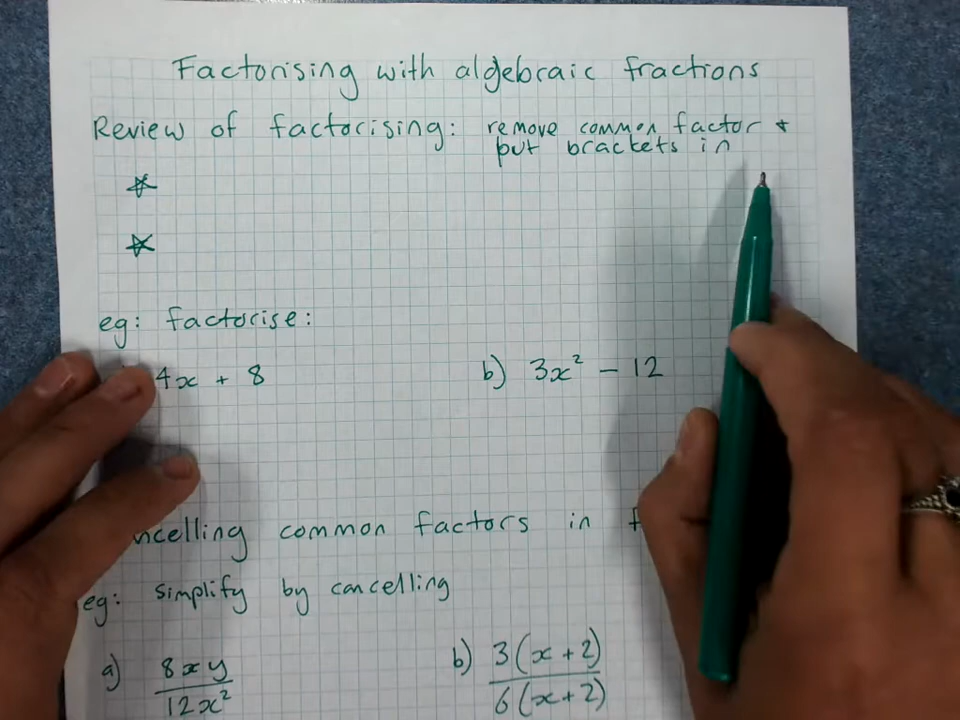 Factorising with algebraic fractions
Review of factorising: remove common factor +
put brackets in
eg: factorise:
4x + 8
b) 3x² − 12
common factors in
eg: simplify by cancelling
a) 8xy/12x²
b) 3(x+2)/6(x+2)